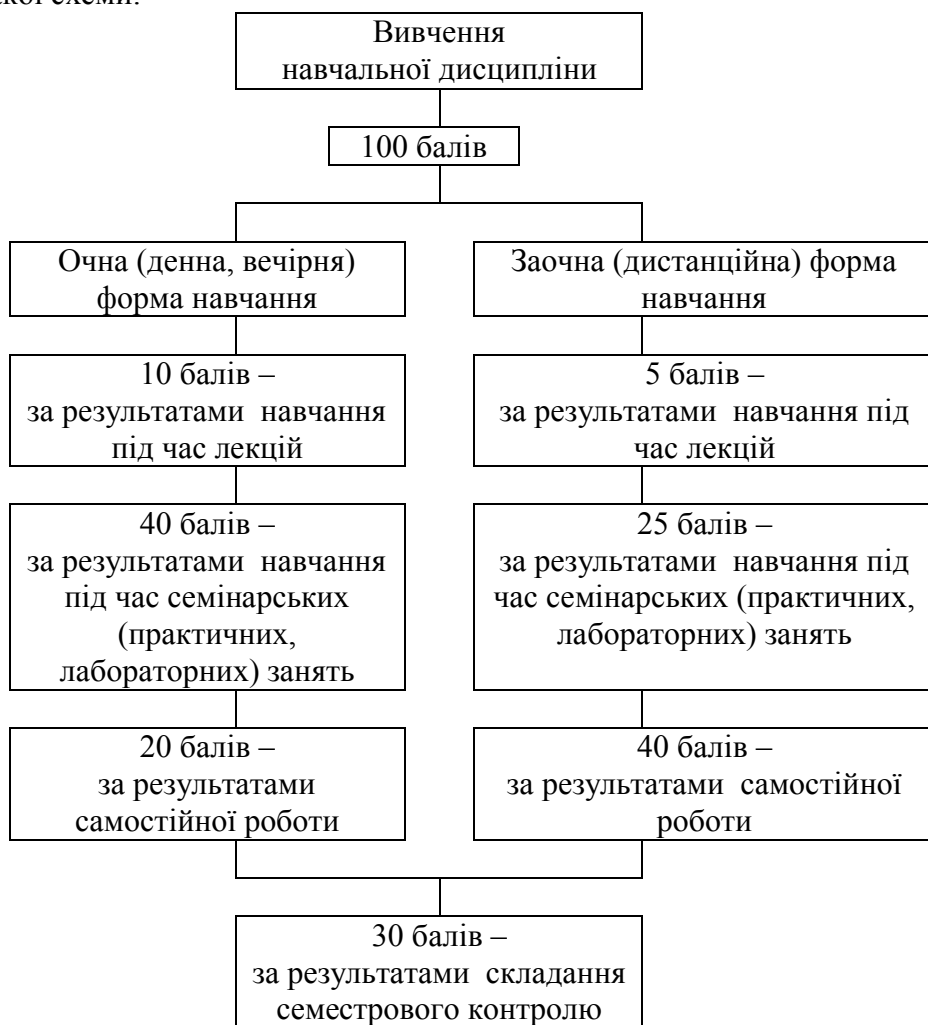 Вивчення
навчальної дисципліни
100 балів
Очна (денна, вечірня)
форма навчання
Заочна (дистанційна) форма
навчання
10 балів –
за результатами навчання
під час лекцій
5 балів –
за результатами навчання під
час лекцій
40 балів –
за результатами навчання
під час семінарських
(практичних,
лабораторних) занять
25 балів –
за результатами навчання під
час семінарських (практичних,
лабораторних) занять
20 балів –
за результатами
самостійної роботи
40 балів –
за результатами самостійної
роботи
30 балів –
за результатами складання
семестрового контролю